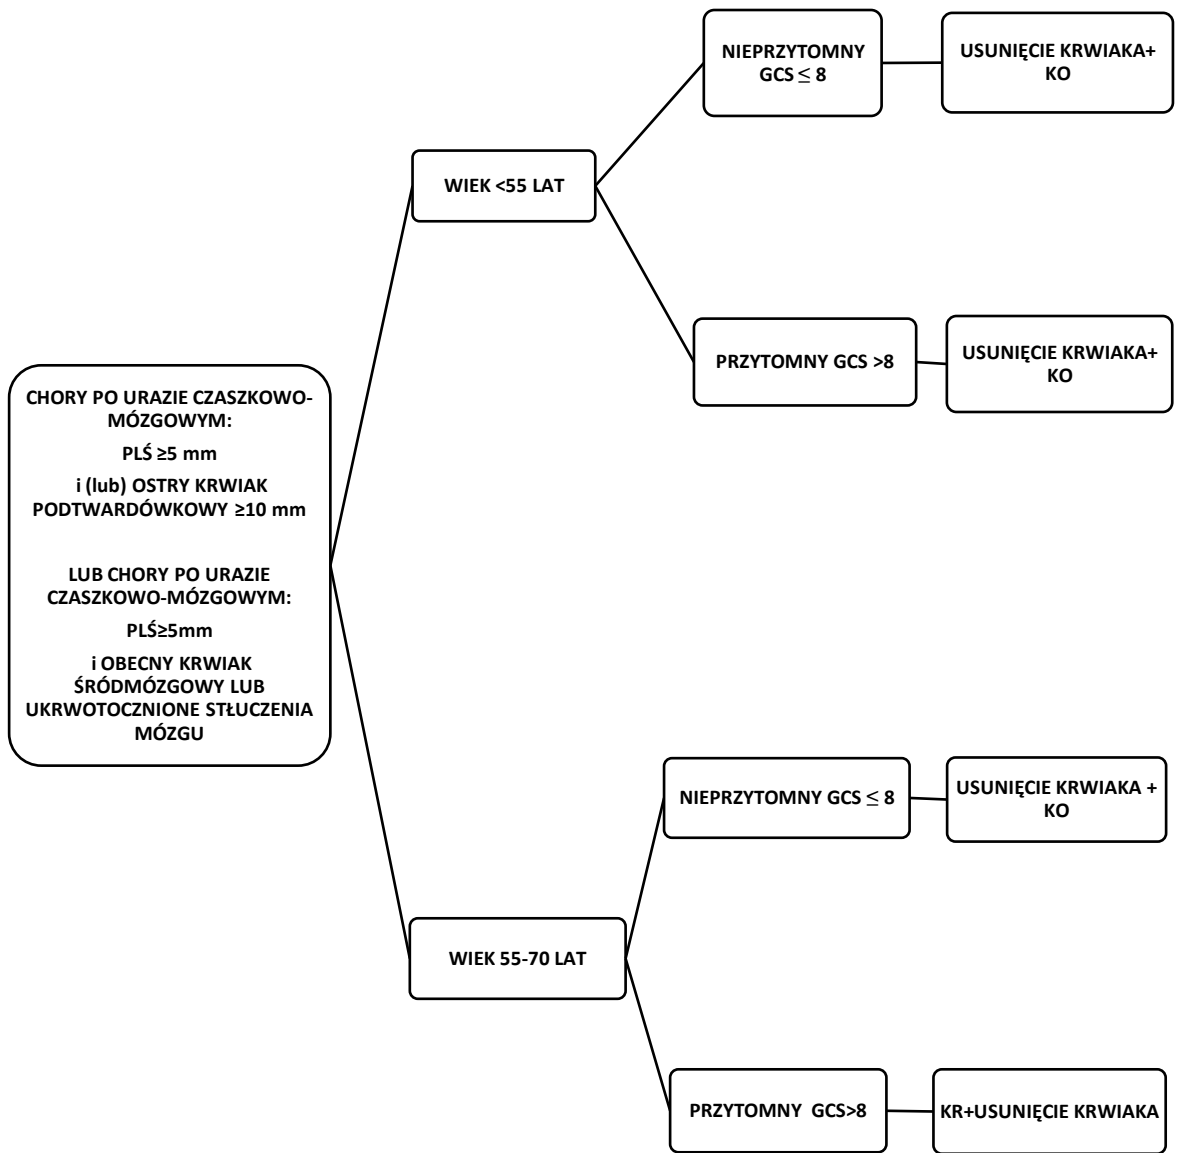 CHORY PO URAZIE CZASZKOWO-
MÓZGOWYM:
PLŚ ≥5 mm
i (lub) OSTRY KRWIAK
PODTWARDÓWKOWY ≥10 mm
LUB CHORY PO URAZIE
CZASZKOWO-MÓZGOWYM:
PLŚ≥5mm
i OBECNY KRWIAK
ŚRÓDMÓZGOWY LUB
UKRWOTOCZNIONE STŁUCZENIA
MÓZGU
WIEK <55 LAT
NIEPRZYTOMNY
GCS ≤ 8
USUNIĘCIE KRWIAKA+
KO
PRZYTOMNY GCS >8
USUNIĘCIE KRWIAKA+
KO
WIEK 55-70 LAT
NIEPRZYTOMNY GCS ≤ 8
USUNIĘCIE KRWIAKA +
KO
PRZYTOMNY GCS>8
KR+USUNIĘCIE KRWIAKA